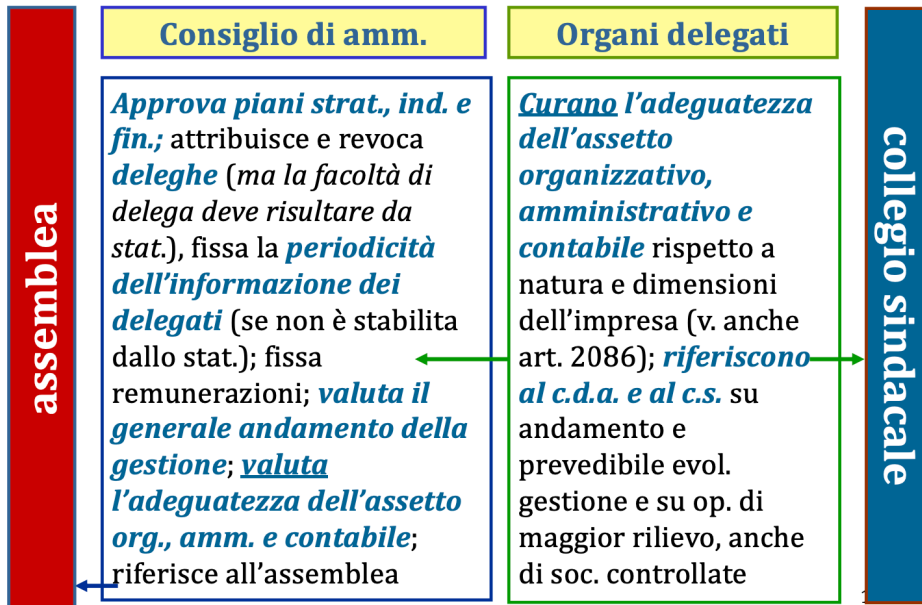 assemblea
Consiglio di amm.
Approva piani strat., ind. e
fin.; attribuisce e revoca
deleghe (ma la facoltà di
delega deve risultare da
stat.), fissa la periodicità
dell’informazione dei
delegati (se non è stabilita
dallo stat.); fissa
remunerazioni; valuta il
generale andamento della
gestione; valuta
l’adeguatezza dell’assetto
org., amm. e contabile;
riferisce all’assemblea
Organi delegati
Curano l’adeguatezza
dell’assetto
organizzativo,
amministrativo e
contabile rispetto a
natura e dimensioni
dell’impresa (v. anche
art. 2086); riferiscono
al c.d.a. e al c.s. su
andamento e
prevedibile evol.
gestione e su op. di
maggior rilievo, anche
di soc. controllate
collegio sindacale